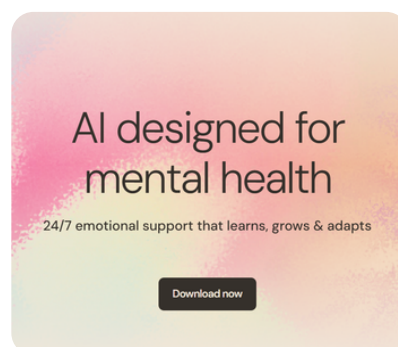 AI designed for
mental health
24/7 emotional support that learns, grows & adapts
Download now